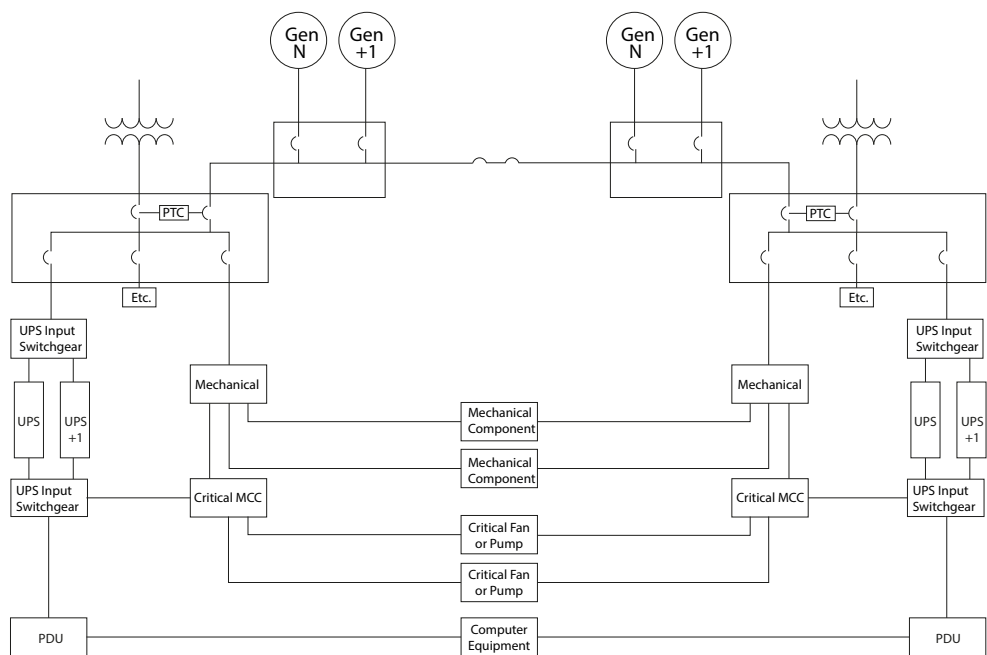 Gen
N
Gen
+1
Gen
N
Gen
+1
PTC
PTC
Etc.
Etc.
UPS Input
Switchgear
UPS Input
Switchgear
Mechanical
Mechanical
UPS
UPS
+1
Mechanical
Component
UPS
UPS
+1
Mechanical
Component
UPS Input
Switchgear
Critical MCC
Critical MCC
UPS Input
Switchgear
Critical Fan
or Pump
Critical Fan
or Pump
PDU
Computer
Equipment
PDU